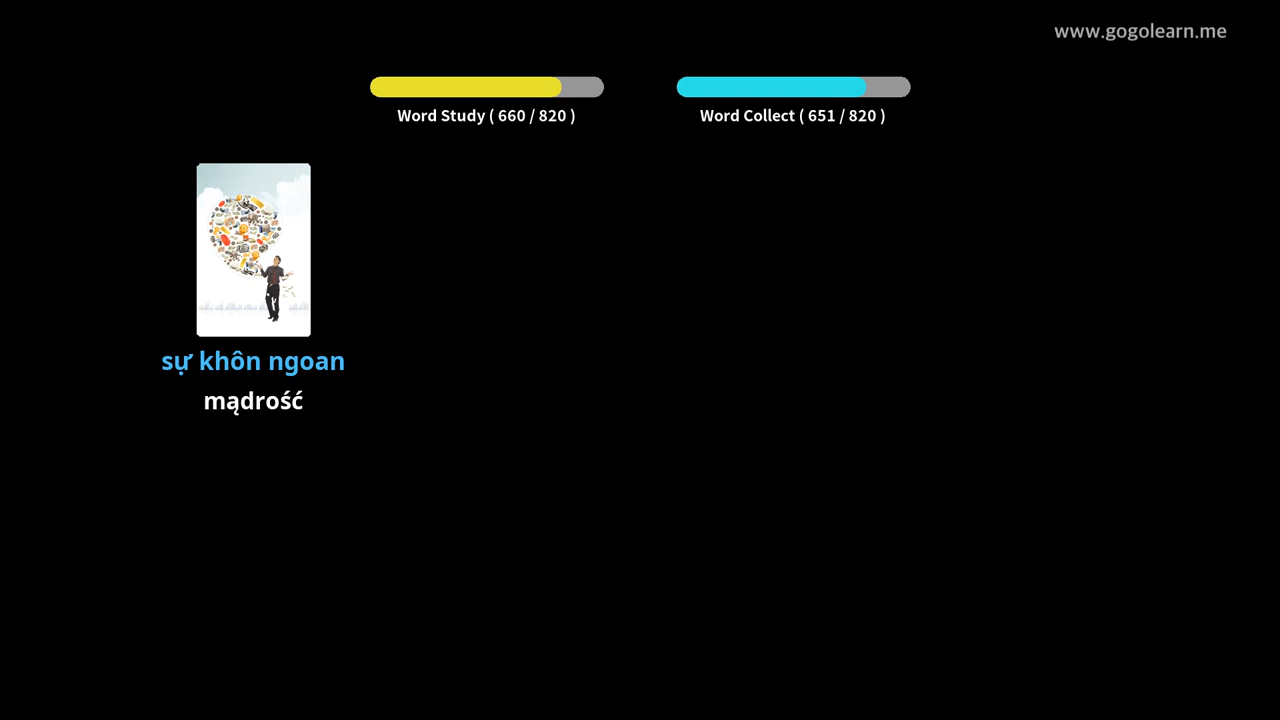 www.gogolearn.me
Word Study ( 660 / 820 )
Word Collect ( 651 / 820 )
sự khôn ngoan
mądrość